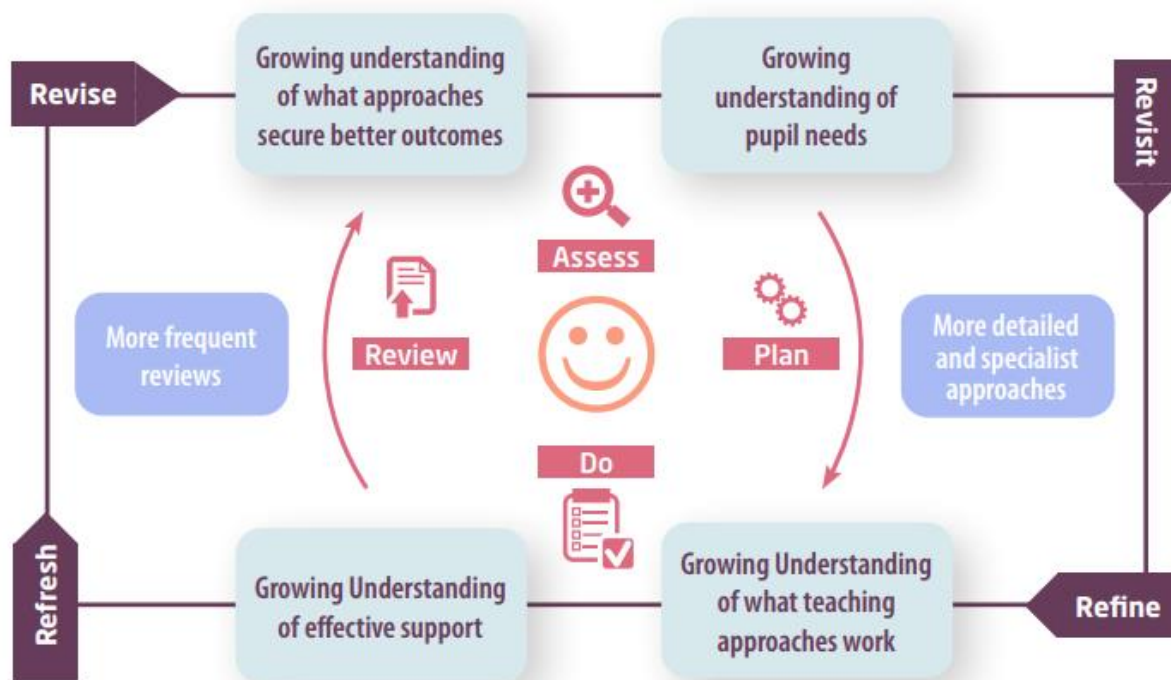 Revise
Growing understanding
of what approaches
secure better outcomes
Growing
understanding of
pupil needs
Revisit
Assess
More frequent
reviews
Review
Plan
More detailed
and specialist
approaches
Do
Refresh
Growing Understanding
of effective support
Growing Understanding
of what teaching
approaches work
Refine